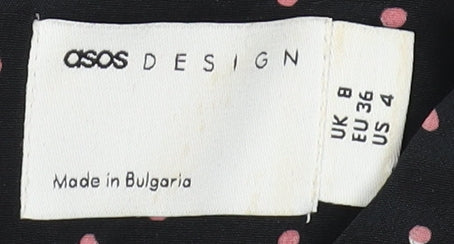 asos DESIGN
Made in Bulgaria
UK 8
EU 36
US 4